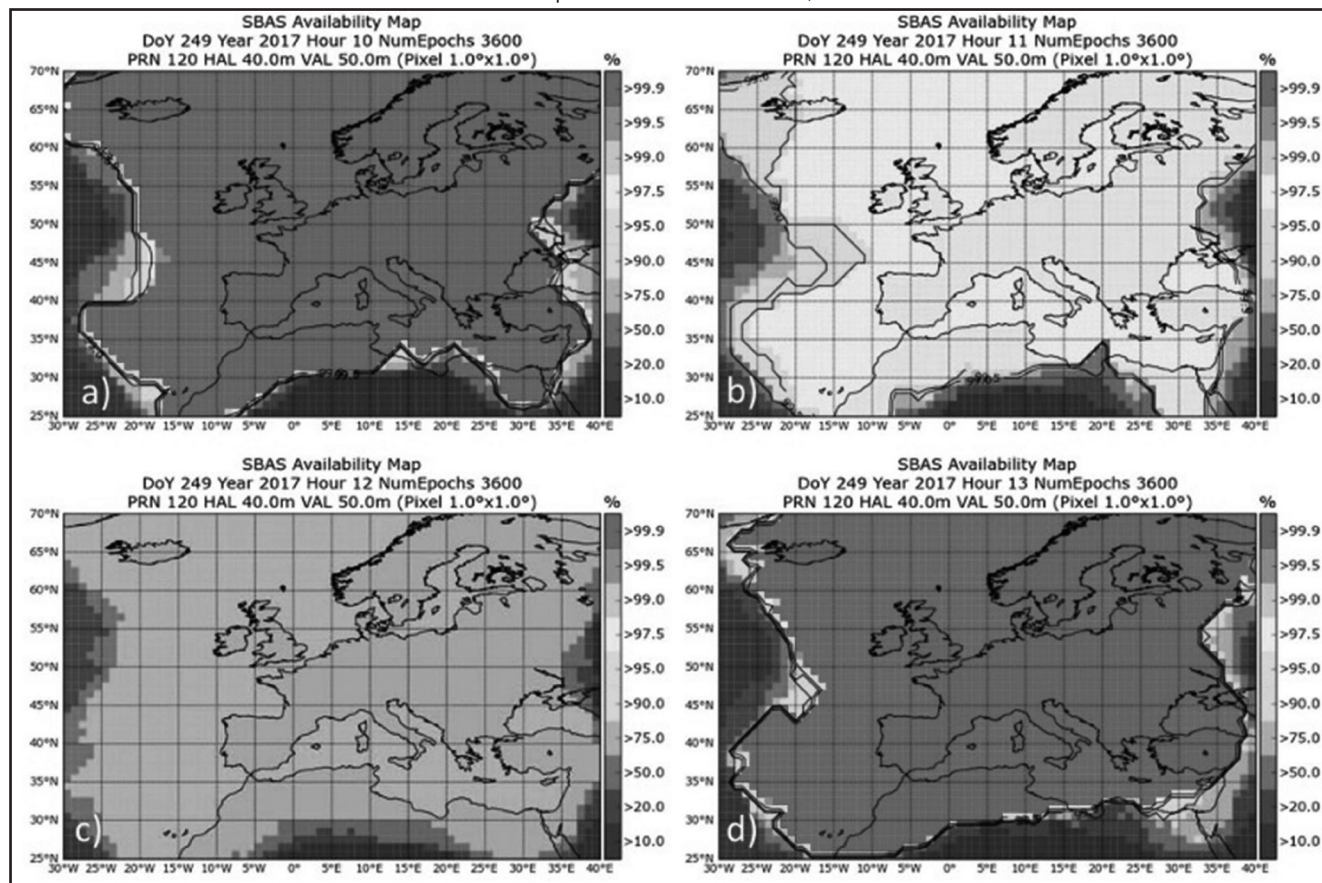 SBAS Availability Map
DoY 249 Year 2017 Hour 10 NumEpochs 3600
PRN 120 HAL 40.0m VAL 50.0m (Pixel 1.0°x1.0°) %
70°N
65°N
60°N
55°N
50°N
45°N
40°N
35°N
30°N
25°N
>99.9
>99.5
>99.0
>97.5
>95.0
>90.0
>75.0
>50.0
>20.0
>10.0
a)
30°W 25°W 20°W 15°W 10°W 5°W 0°E 5°E 10°E 15°E 20°E 25°E 30°E 35°E 40°E
SBAS Availability Map
DoY 249 Year 2017 Hour 11 NumEpochs 3600
PRN 120 HAL 40.0m VAL 50.0m (Pixel 1.0°x1.0°) %
70°N
65°N
60°N
55°N
50°N
45°N
40°N
35°N
30°N
25°N
>99.9
>99.5
>99.0
>97.5
>95.0
>90.0
>75.0
>50.0
>20.0
>10.0
b)
30°W 25°W 20°W 15°W 10°W 5°W 0°E 5°E 10°E 15°E 20°E 25°E 30°E 35°E 40°E
SBAS Availability Map
DoY 249 Year 2017 Hour 12 NumEpochs 3600
PRN 120 HAL 40.0m VAL 50.0m (Pixel 1.0°x1.0°) %
70°N
65°N
60°N
55°N
50°N
45°N
40°N
35°N
30°N
25°N
>99.9
>99.5
>99.0
>97.5
>95.0
>90.0
>75.0
>50.0
>20.0
>10.0
c)
30°W 25°W 20°W 15°W 10°W 5°W 0°E 5°E 10°E 15°E 20°E 25°E 30°E 35°E 40°E
SBAS Availability Map
DoY 249 Year 2017 Hour 13 NumEpochs 3600
PRN 120 HAL 40.0m VAL 50.0m (Pixel 1.0°x1.0°) %
70°N
65°N
60°N
55°N
50°N
45°N
40°N
35°N
30°N
25°N
>99.9
>99.5
>99.0
>97.5
>95.0
>90.0
>75.0
>50.0
>20.0
>10.0
d)
30°W 25°W 20°W 15°W 10°W 5°W 0°E 5°E 10°E 15°E 20°E 25°E 30°E 35°E 40°E